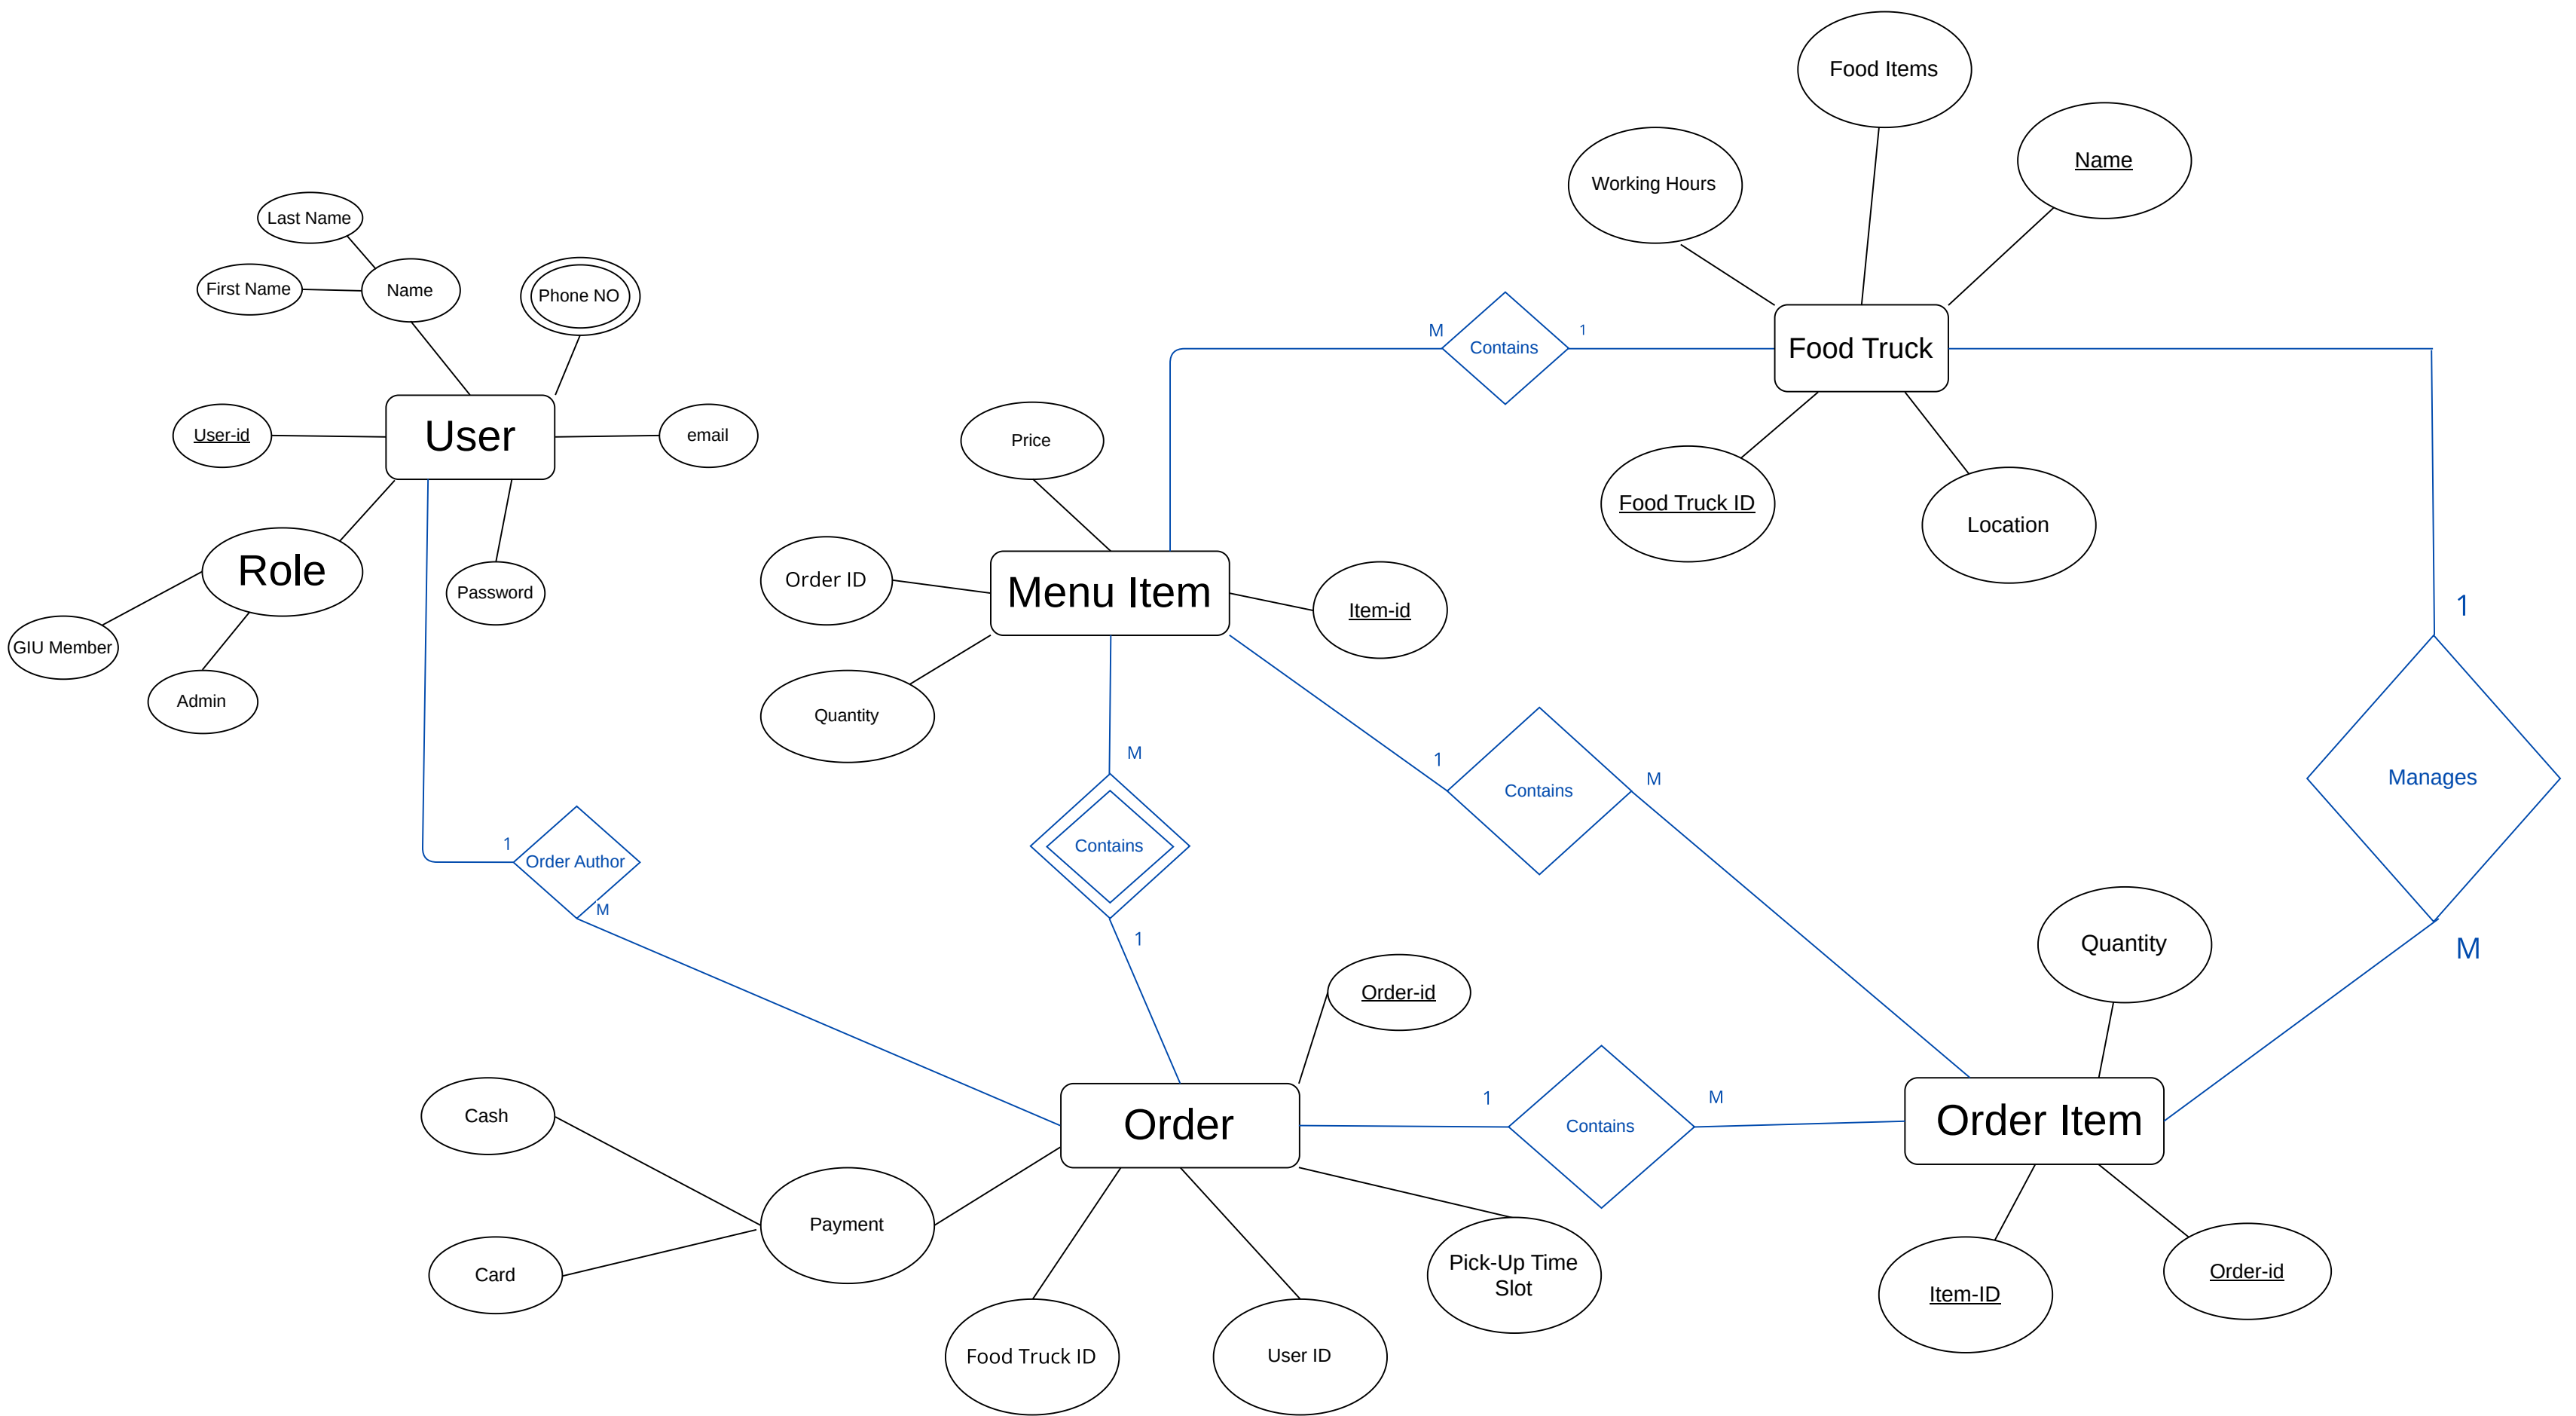 Food Items
Name
Working Hours
Last Name
First Name
Name
Phone NO
M
Contains
1
Food Truck
User-id
User
email
Price
Food Truck ID
Location
Role
Password
Order ID
Menu Item
Item-id
1
GIU Member
Admin
Quantity
M
1
Contains
M
Manages
1
Order Author
M
Contains
1
Quantity
M
Order-id
Cash
Order
1
Contains
M
Order Item
Payment
Card
Pick-Up Time
Slot
Item-ID
Order-id
Food Truck ID
User ID